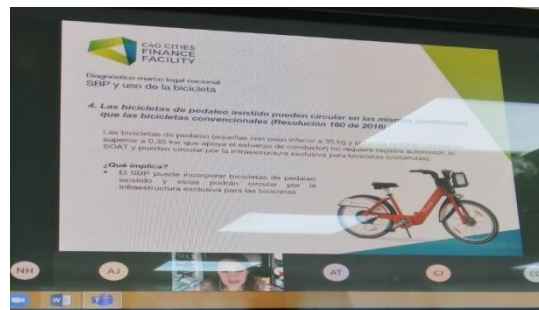 C40 CITIES
FINANCE
FACILITY
Diagnóstico marco legal nacional
SBP y uso de la bicicleta
4. Las bicicletas de pedaleo asistido pueden circular en las mismas condiciones
que las bicicletas convencionales (Resolución 160 de 2018)
Las bicicletas de pedaleo (aquellas con peso inferior a 35 kg y
superior a 0,35 kw que apoya el esfuerzo de conductor) no requiere registro automotor, ni
SOAT y pueden circular por la infraestructura exclusiva para bicicletas
¿Qué implica?
• El SBP puede incorporar bicicletas de pedaleo
asistido y estas podrán circular por la
infraestructura exclusiva para las bicicletas
NH
AJ
AT
CJ
W